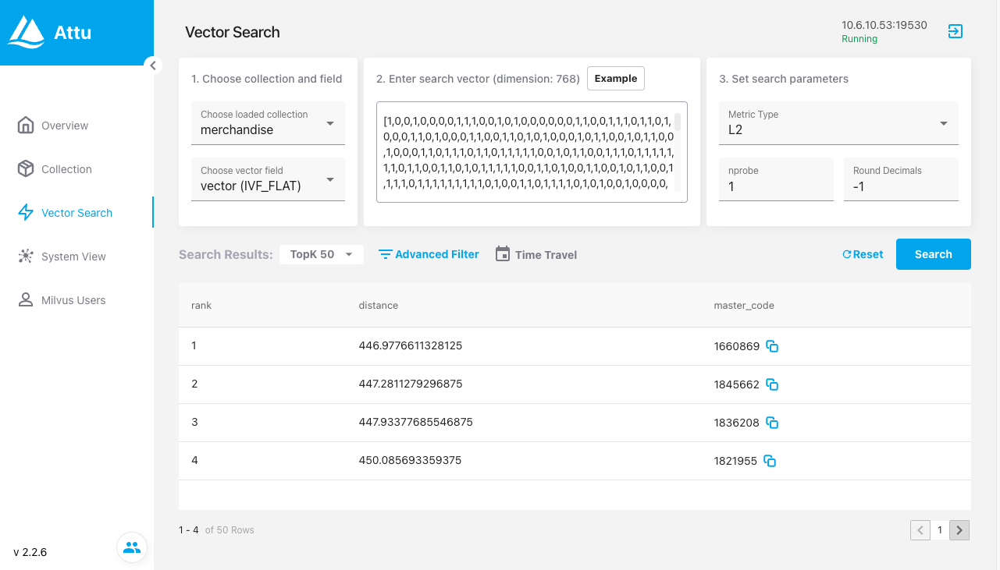 Attu
Vector Search
10.6.10.53:19530
Running
Overview
Collection
Vector Search
System View
Milvus Users
v 2.2.6
1. Choose collection and field
Choose loaded collection
merchandise
Choose vector field
vector (IVF_FLAT)
2. Enter search vector (dimension: 768)
Example
[1,0,0,1,0,0,0,0,1,1,1,0,0,1,0,1,0,0,0,0,0,0,1,1,0,0,1,1,1,0,1,1,0,1,
0,0,0,1,1,0,1,0,0,0,1,1,0,0,1,1,0,1,0,1,0,0,0,1,0,1,1,0,0,1,0,1,1,0,0
,1,0,0,0,1,1,0,1,1,1,0,1,1,0,1,1,1,1,1,0,0,1,0,1,1,0,0,1,1,1,0,1,1,1,1,1,
1,1,0,1,1,0,0,1,1,0,1,0,1,1,1,1,1,0,0,1,1,0,1,0,0,1,1,0,0,1,0,1,1,0,0,1
,1,1,1,0,1,1,1,1,1,1,1,1,1,0,1,0,0,1,1,0,1,1,1,1,0,1,0,1,0,0,1,0,0,0,0,
3. Set search parameters
Metric Type
L2
nprobe
1
Round Decimals
-1
Search Results:
TopK 50
Advanced Filter
Time Travel
Reset
Search
rank distance master_code
1 446.9776611328125 1660869
2 447.2811279296875 1845662
3 447.93377685546875 1836208
4 450.085693359375 1821955
1 - 4 of 50 Rows
1